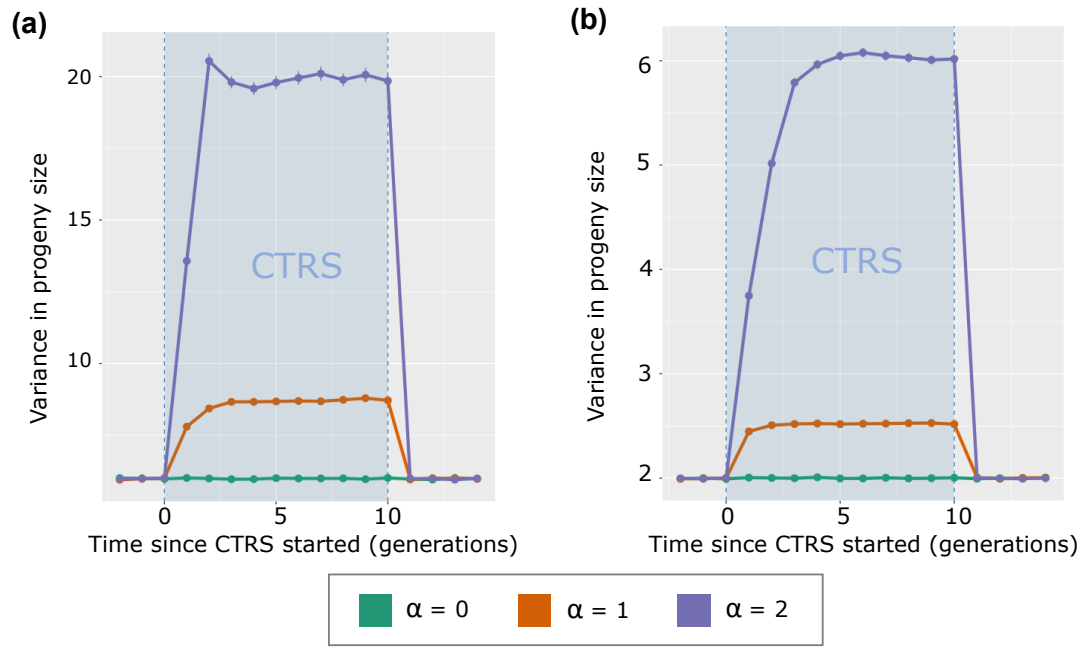 (a)
Variance in progeny size
20
15
10
CTRS
0
5
10
Time since CTRS started (generations)
(b)
Variance in progeny size
6
5
4
3
2
CTRS
0
5
10
Time since CTRS started (generations)
α = 0
α = 1
α = 2